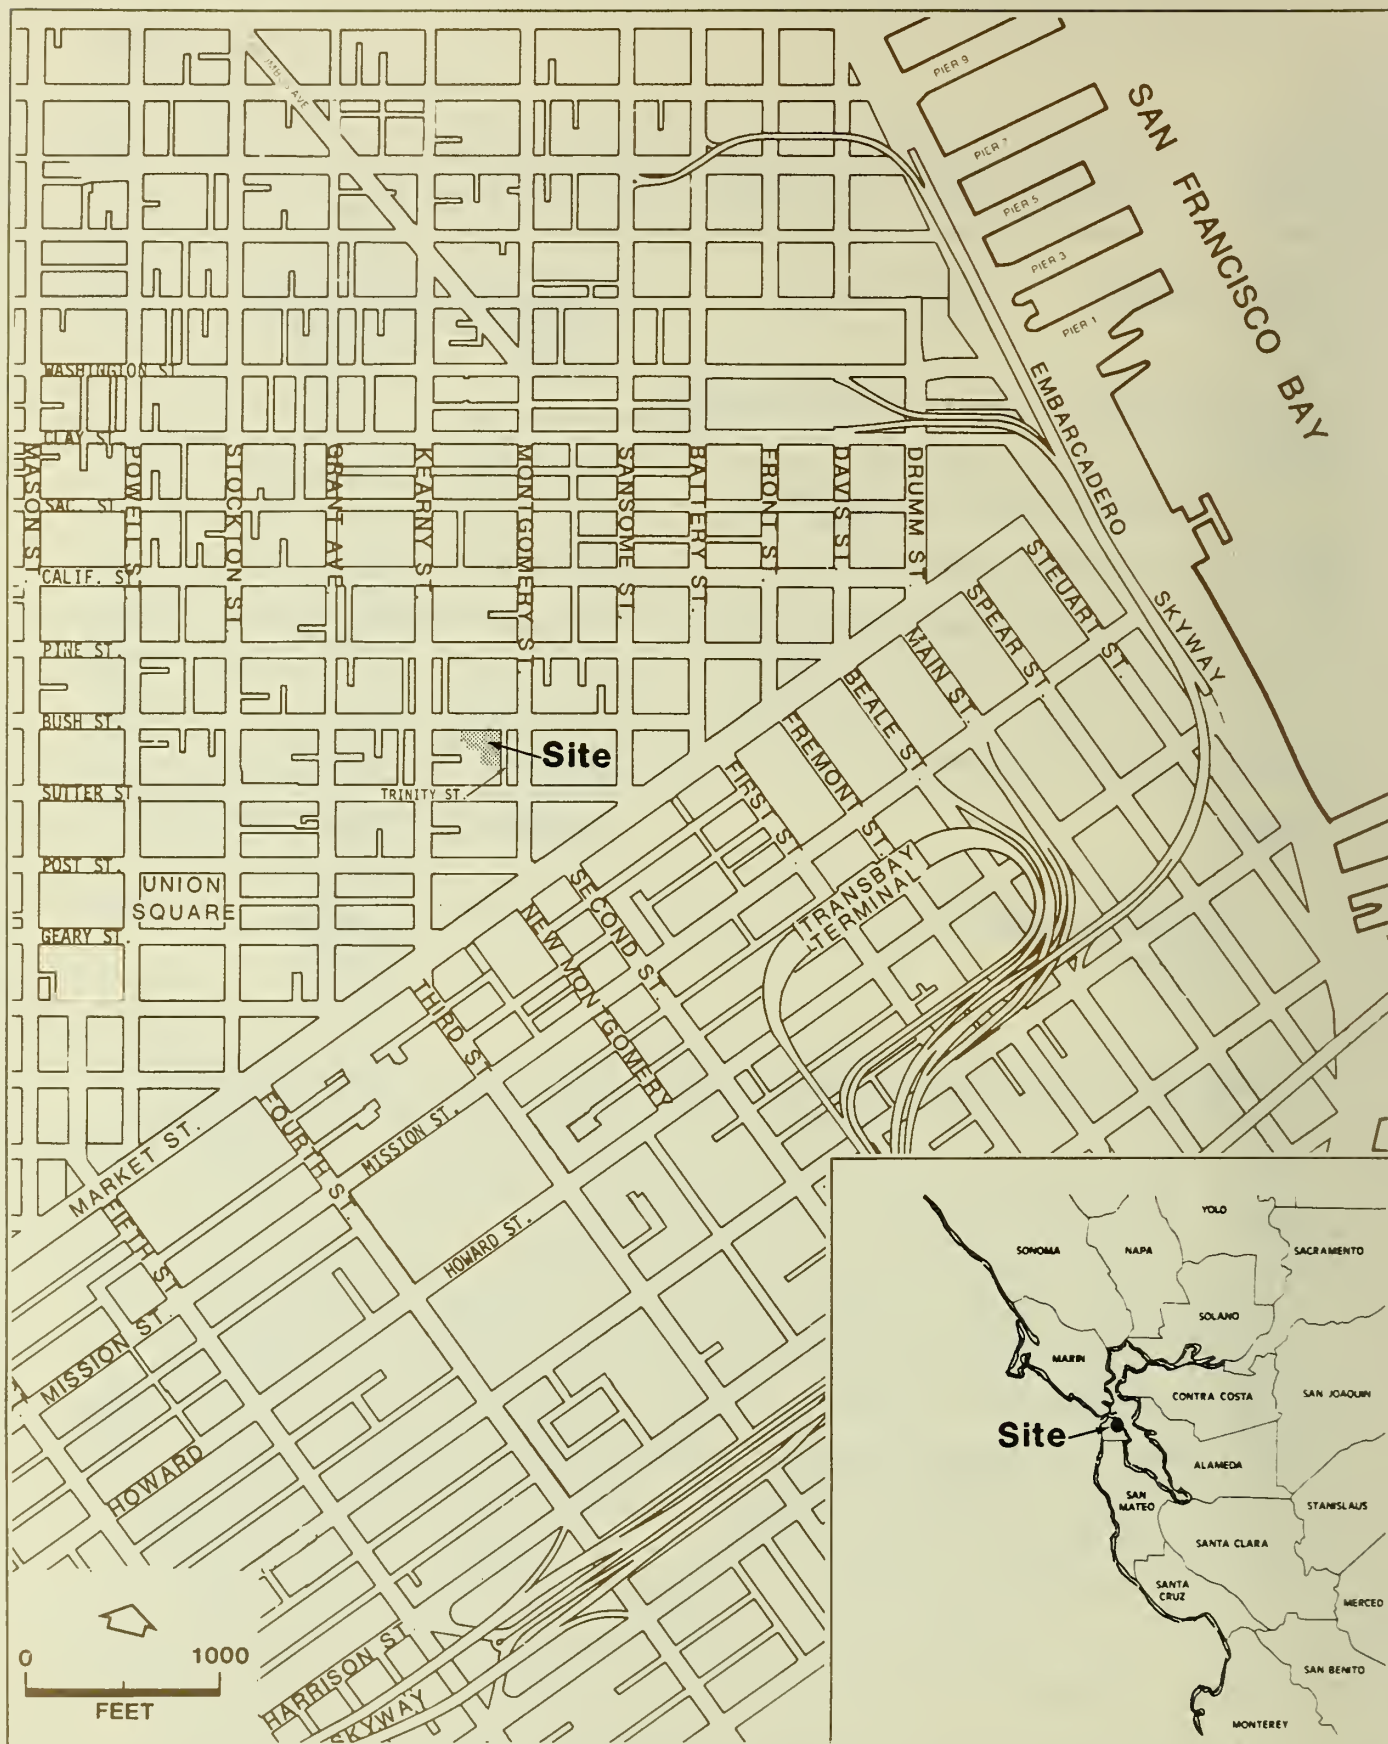 PIER 9
PIER 7
PIER 5
PIER 3
PIER 1
SAN FRANCISCO BAY
EMBARCADERO SKYWAY
WASHINGTON ST.
CLAY ST.
SAC. ST.
CALIF. ST.
PINE ST.
BUSH ST.
SUTTER ST.
POST ST.
GEARY ST.
MASON ST.
POWELL ST.
STOCKTON ST.
GRANT AVE.
KEARNY ST.
MONTGOMERY ST.
SANSOME ST.
BATTERY ST.
FRONT ST.
DAVIS ST.
DRUMM ST.
STEUART ST.
SPEAR ST.
MAIN ST.
BEALE ST.
FREMONT ST.
FIRST ST.
Site
TRINITY ST.
UNION
SQUARE
TRANSBAY
TERMINAL
SECOND ST.
NEW MONTGOMERY
THIRD ST.
FOURTH ST.
FIFTH ST.
MARKET ST.
MISSION ST.
HOWARD ST.
MISSION ST.
HOWARD
HARRISON ST.
SKYWAY
0 1000
FEET
YOLO
SONOMA
NAPA
SACRAMENTO
SOLANO
MARIN
CONTRA COSTA
SAN JOAQUIN
Site
ALAMEDA
SAN
MATEO
STANISLAUS
SANTA CLARA
SANTA
CRUZ
MERCED
SAN BENITO
MONTEREY